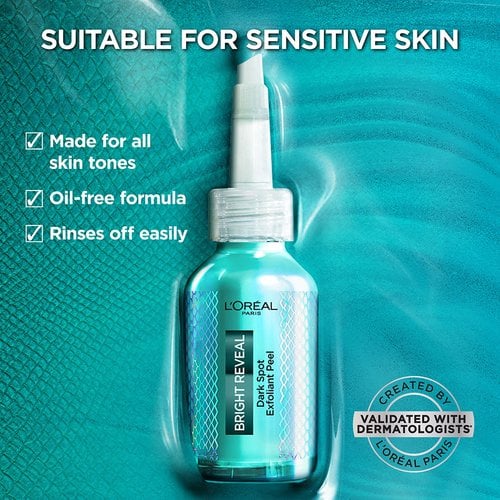 SUITABLE FOR SENSITIVE SKIN
Made for all
skin tones
Oil-free formula
Rinses off easily
L'ORÉAL
PARIS
BRIGHT REVEAL
Dark Spot
Exfoliant Peel
CREATED BY
VALIDATED WITH
DERMATOLOGISTS*
L'ORÉAL PARIS